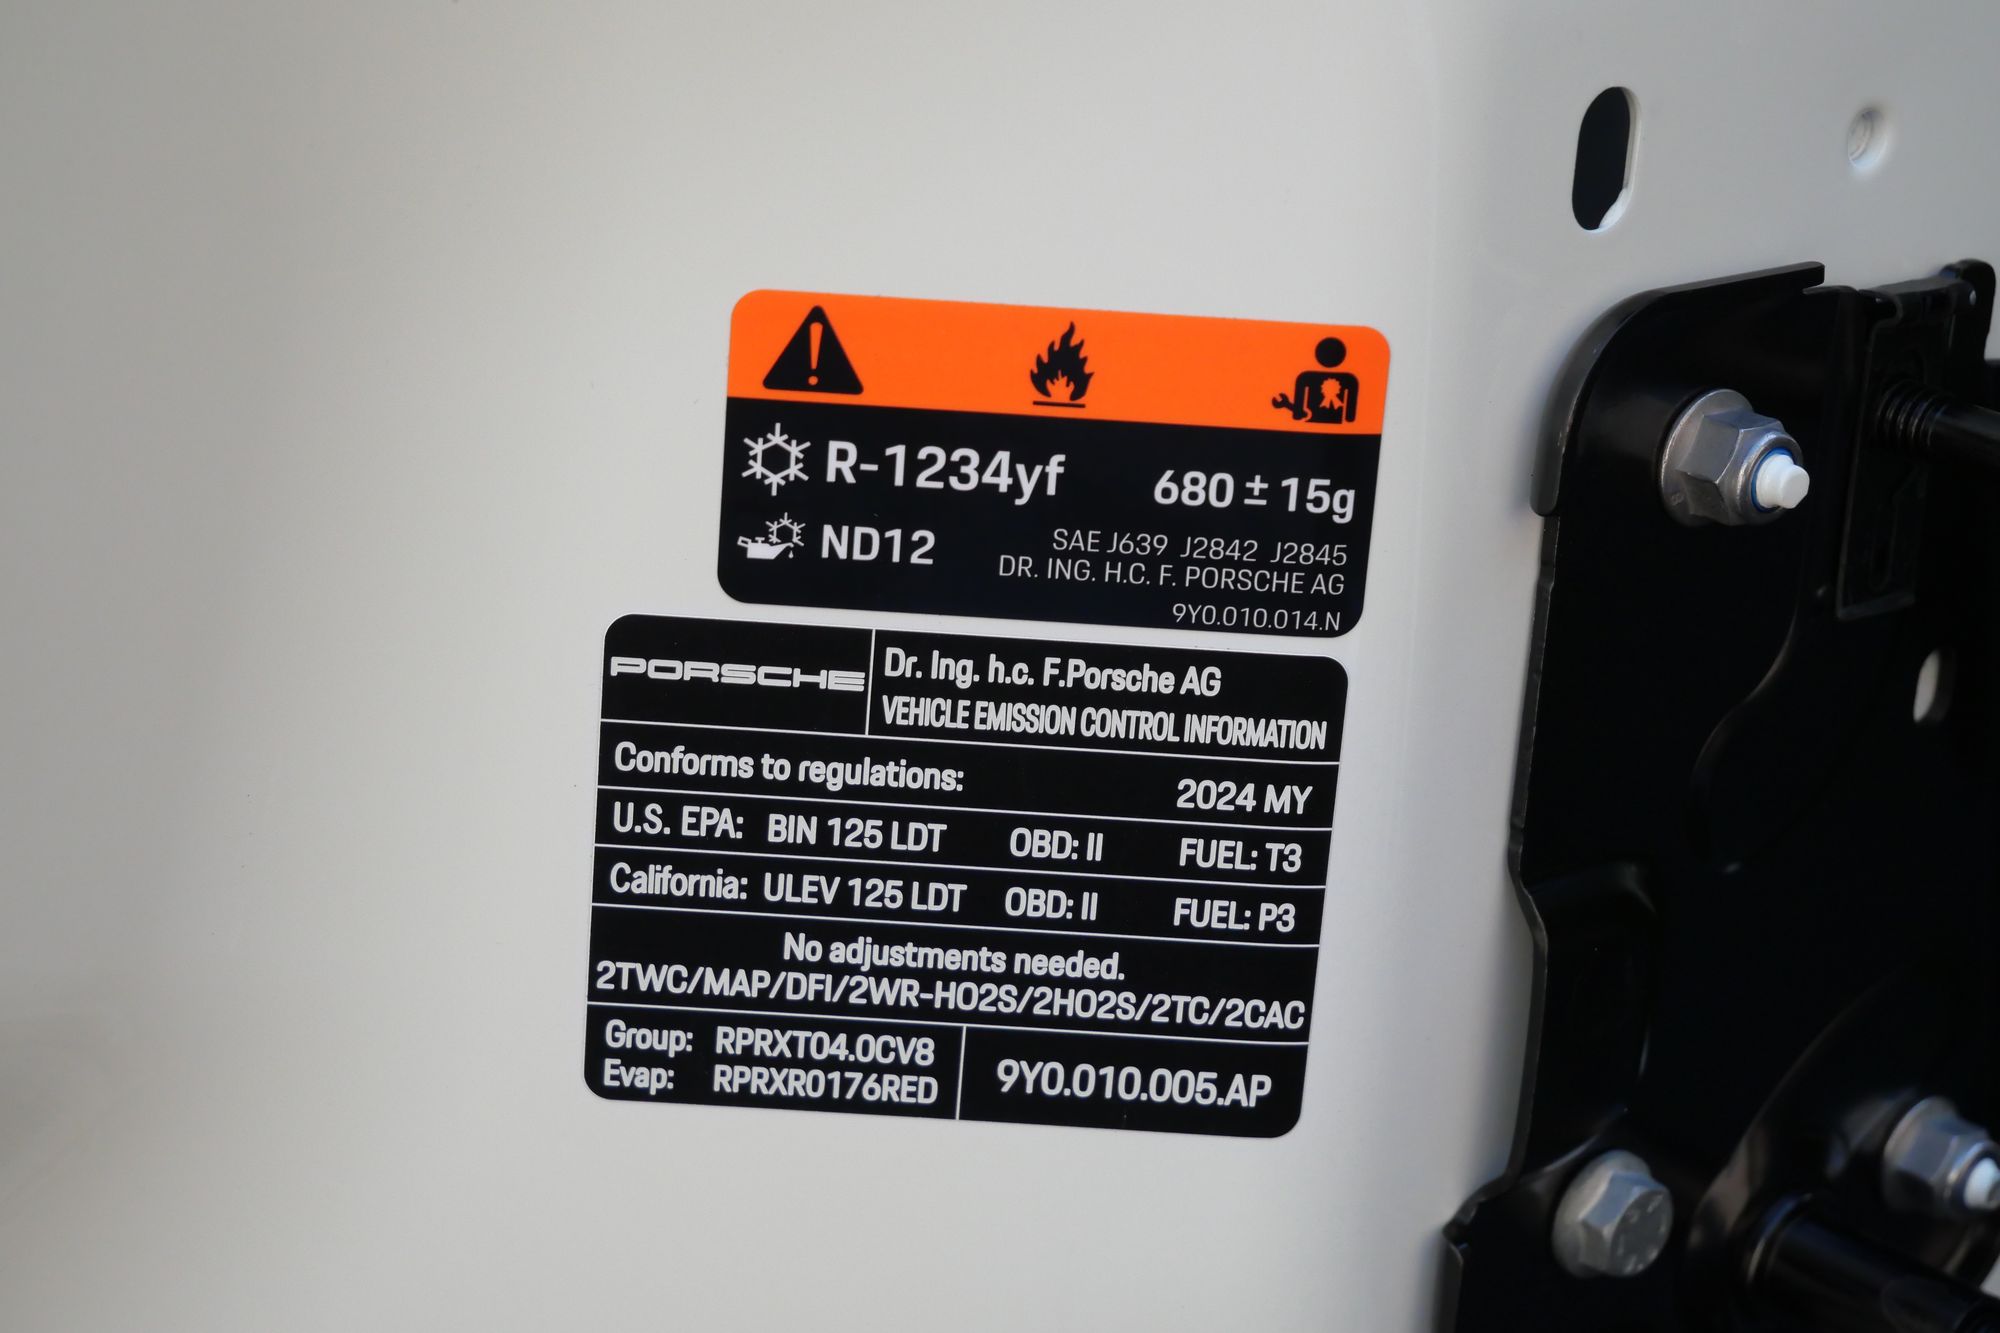 R-1234yf 680 ± 15g
ND12
SAE J639 J2842 J2845
DR. ING. H.C. F. PORSCHE AG
9Y0.010.014.N
PORSCHE
Dr. Ing. h.c. F.Porsche AG
VEHICLE EMISSION CONTROL INFORMATION
Conforms to regulations: 2024 MY
U.S. EPA: BIN 125 LDT OBD: II FUEL: T3
California: ULEV 125 LDT OBD: II FUEL: P3
No adjustments needed.
2TWC/MAP/DFI/2WR-HO2S/2HO2S/2TC/2CAC
Group: RPRXT04.0CV8
Evap: RPRXR0176RED
9Y0.010.005.AP